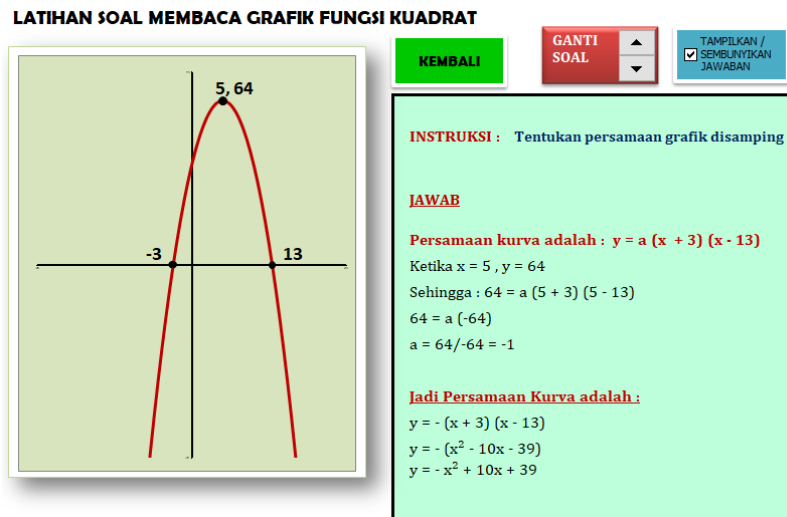 LATIHAN SOAL MEMBACA GRAFIK FUNGSI KUADRAT
KEMBALI
GANTI
SOAL
TAMPILKAN /
SEMBUNYIKAN
JAWABAN
5, 64
-3
13
INSTRUKSI : Tentukan persamaan grafik disamping
JAWAB
Persamaan kurva adalah : y = a (x + 3) (x - 13)
Ketika x = 5 , y = 64
Sehingga : 64 = a (5 + 3) (5 - 13)
64 = a (-64)
a = 64/-64 = -1
Jadi Persamaan Kurva adalah :
y = - (x + 3) (x - 13)
y = - (x² - 10x - 39)
y = - x² + 10x + 39